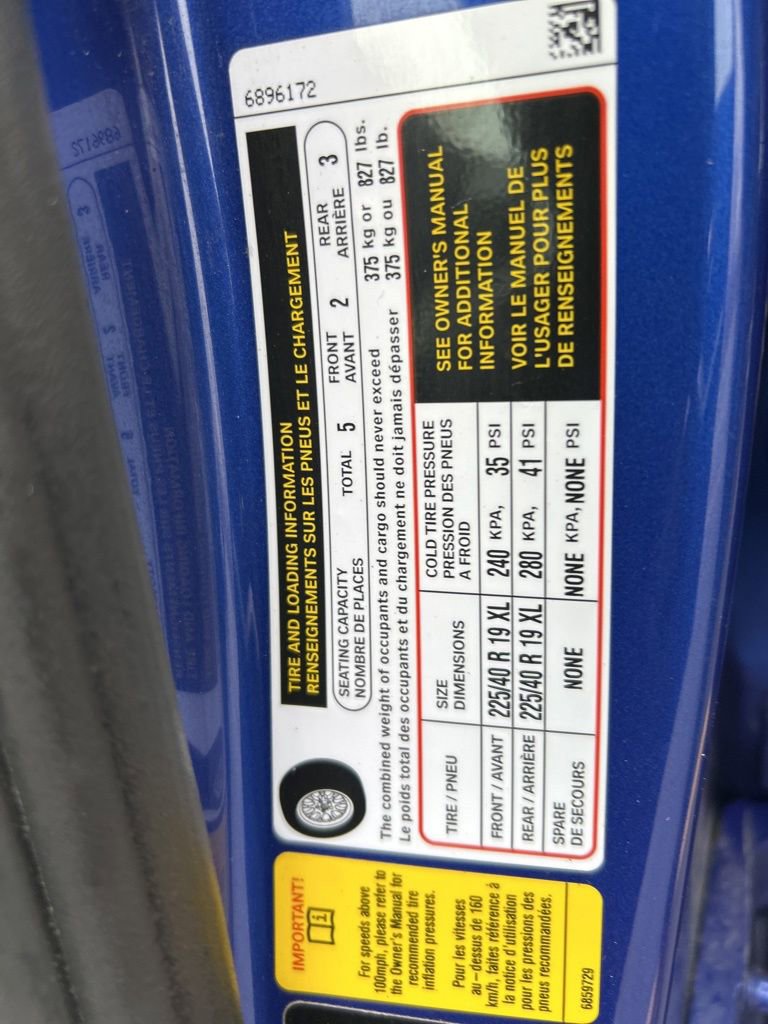 6896172
TIRE AND LOADING INFORMATION
RENSEIGNEMENTS SUR LES PNEUS ET LE CHARGEMENT
SEATING CAPACITY TOTAL 5 FRONT 2 REAR 3
NOMBRE DE PLACES AVANT ARRIÈRE
The combined weight of occupants and cargo should never exceed 375 kg or 827 lbs.
Le poids total des occupants et du chargement ne doit jamais dépasser 375 kg ou 827 lb.
TIRE / PNEU SIZE DIMENSIONS COLD TIRE PRESSURE PRESSION DES PNEUS A FROID
FRONT / AVANT 225/40 R 19 XL 240 KPA, 35 PSI
REAR / ARRIÈRE 225/40 R 19 XL 280 KPA, 41 PSI
SPARE DE SECOURS NONE NONE KPA, NONE PSI
SEE OWNER'S MANUAL
FOR ADDITIONAL
INFORMATION
VOIR LE MANUEL DE
L'USAGER POUR PLUS
DE RENSEIGNEMENTS
IMPORTANT!
For speeds above
100mph, please refer to
the Owner's Manual for
recommended tire
inflation pressures.
Pour les vitesses
au-dessus de 160
km/h, faites référence à
la notice d'utilisation
pour les pressions des
pneus recommandées.
6859729